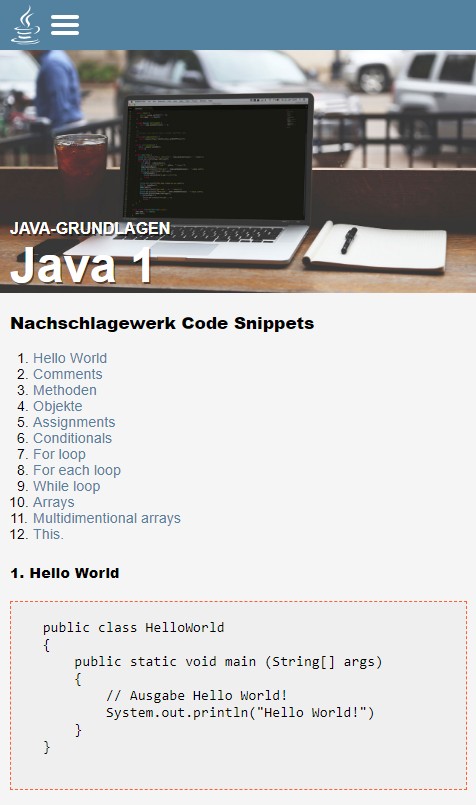 JAVA-GRUNDLAGEN
Java 1
Nachschlagewerk Code Snippets
1. Hello World
2. Comments
3. Methoden
4. Objekte
5. Assignments
6. Conditionals
7. For loop
8. For each loop
9. While loop
10. Arrays
11. Multidimentional arrays
12. This.
1. Hello World
public class HelloWorld
{
    public static void main (String[] args)
    {
        // Ausgabe Hello World!
        System.out.println("Hello World!")
    }
}